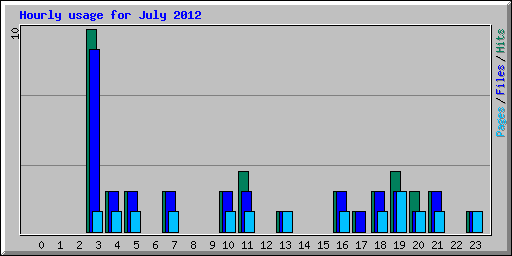 Hourly usage for July 2012
10
Pages/Files/Hits
0 1 2 3 4 5 6 7 8 9 10 11 12 13 14 15 16 17 18 19 20 21 22 23